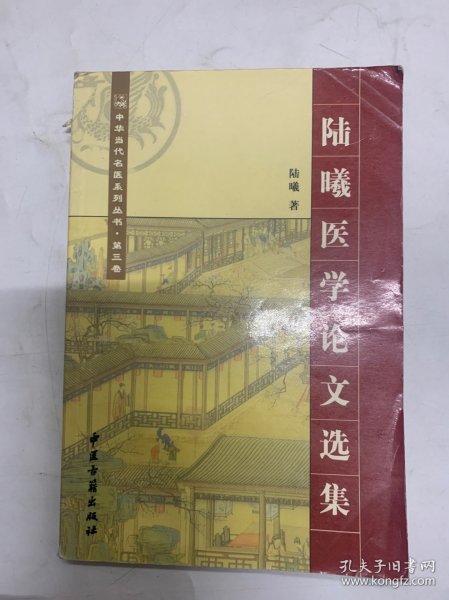 陆曦医学论文选集
陆曦 著
中华当代名医系列丛书·第三卷
中医古籍出版社
孔夫子旧书网
www.kongfz.com